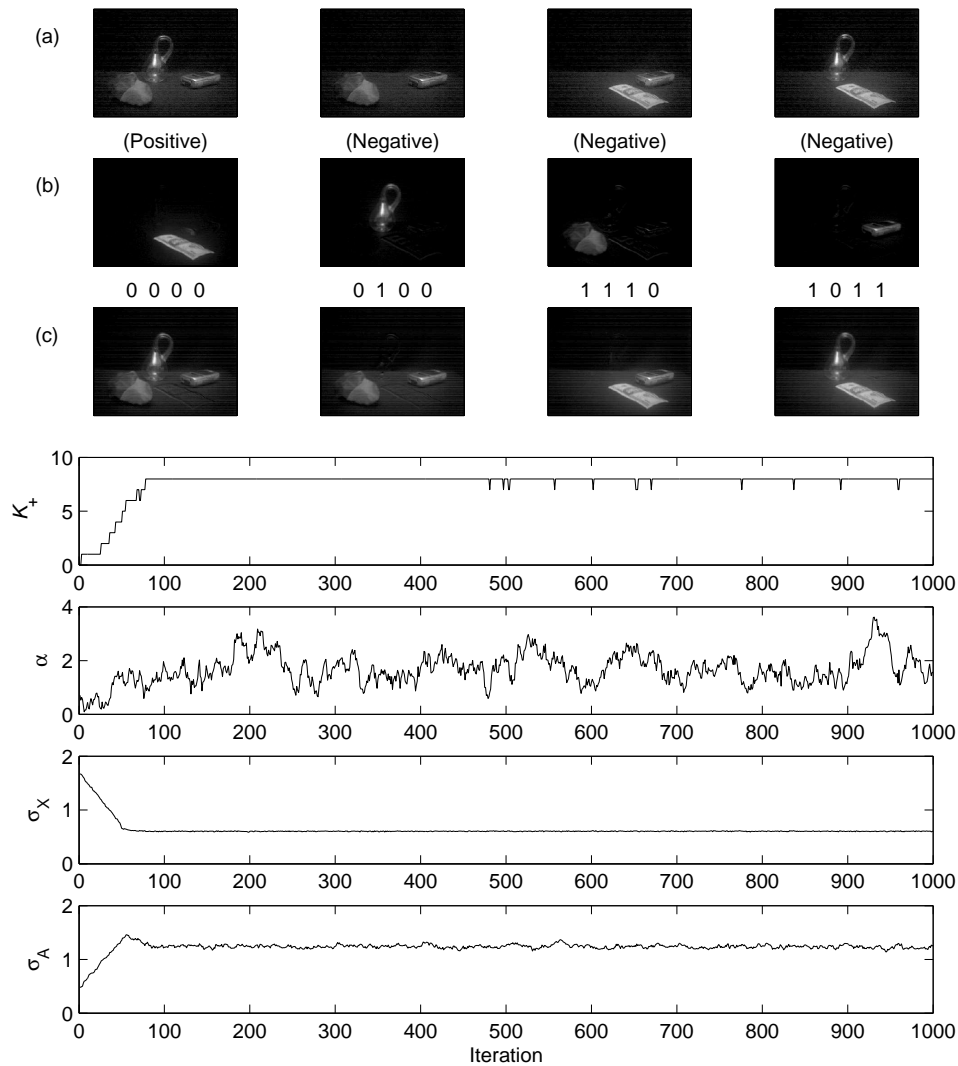 (a)
(Positive) (Negative) (Negative) (Negative)
(b)
0 0 0 0 0 1 0 0 1 1 1 0 1 0 1 1
(c)
10
5
0
K+
0 100 200 300 400 500 600 700 800 900 1000
4
2
0
α
0 100 200 300 400 500 600 700 800 900 1000
2
1
0
σX
0 100 200 300 400 500 600 700 800 900 1000
2
1
0
σA
0 100 200 300 400 500 600 700 800 900 1000
Iteration